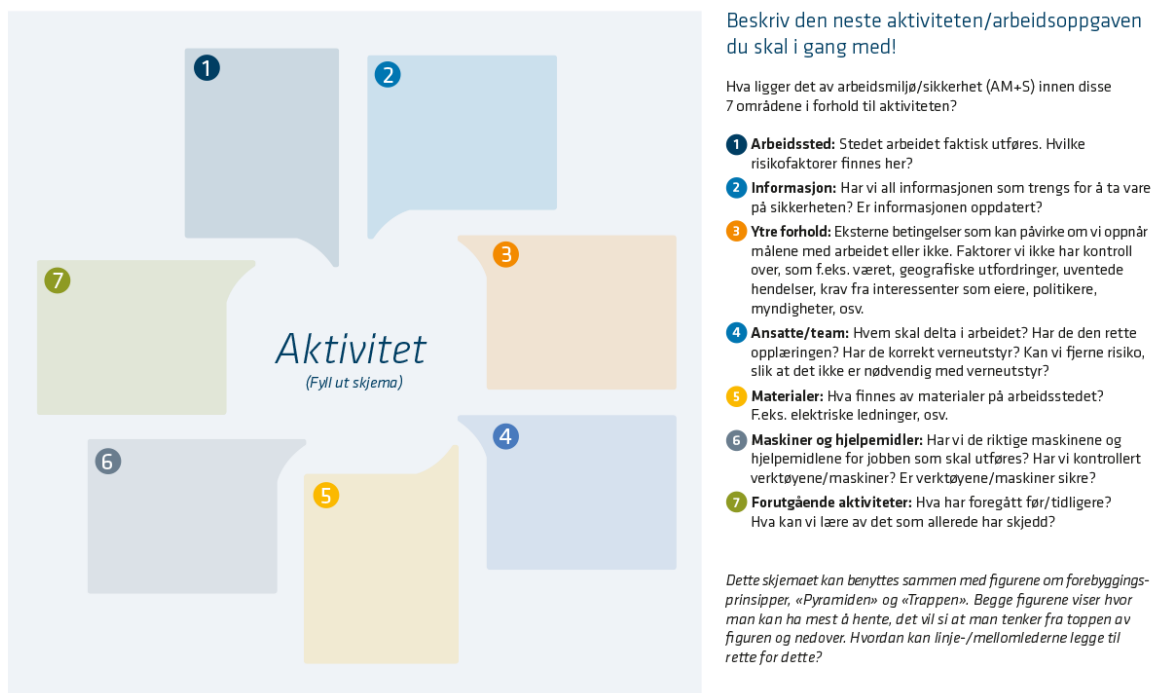 1
2
3
4
5
6
7
Aktivitet
(Fyll ut skjema)
Beskriv den neste aktiviteten/arbeidsoppgaven
du skal i gang med!
Hva ligger det av arbeidsmiljø/sikkerhet (AM+S) innen disse
7 områdene i forhold til aktiviteten?
1 Arbeidssted: Stedet arbeidet faktisk utføres. Hvilke
risikofaktorer finnes her?
2 Informasjon: Har vi all informasjonen som trengs for å ta vare
på sikkerheten? Er informasjonen oppdatert?
3 Ytre forhold: Eksterne betingelser som kan påvirke om vi oppnår
målene med arbeidet eller ikke. Faktorer vi ikke har kontroll
over, som f.eks. været, geografiske utfordringer, uventede
hendelser, krav fra interessenter som eiere, politikere,
myndigheter, osv.
4 Ansatte/team: Hvem skal delta i arbeidet? Har de den rette
opplæringen? Har de korrekt verneutstyr? Kan vi fjerne risiko,
slik at det ikke er nødvendig med verneutstyr?
5 Materialer: Hva finnes av materialer på arbeidsstedet?
F.eks. elektriske ledninger, osv.
6 Maskiner og hjelpemidler: Har vi de riktige maskinene og
hjelpemidlene for jobben som skal utføres? Har vi kontrollert
verktøyene/maskiner? Er verktøyene/maskiner sikre?
7 Forutgående aktiviteter: Hva har foregått før/tidligere?
Hva kan vi lære av det som allerede har skjedd?
Dette skjemaet kan benyttes sammen med figurene om forebyggings-
prinsipper, «Pyramiden» og «Trappen». Begge figurene viser hvor
man kan ha mest å hente, det vil si at man tenker fra toppen av
figuren og nedover. Hvordan kan linje-/mellomlederne legge til
rette for dette?